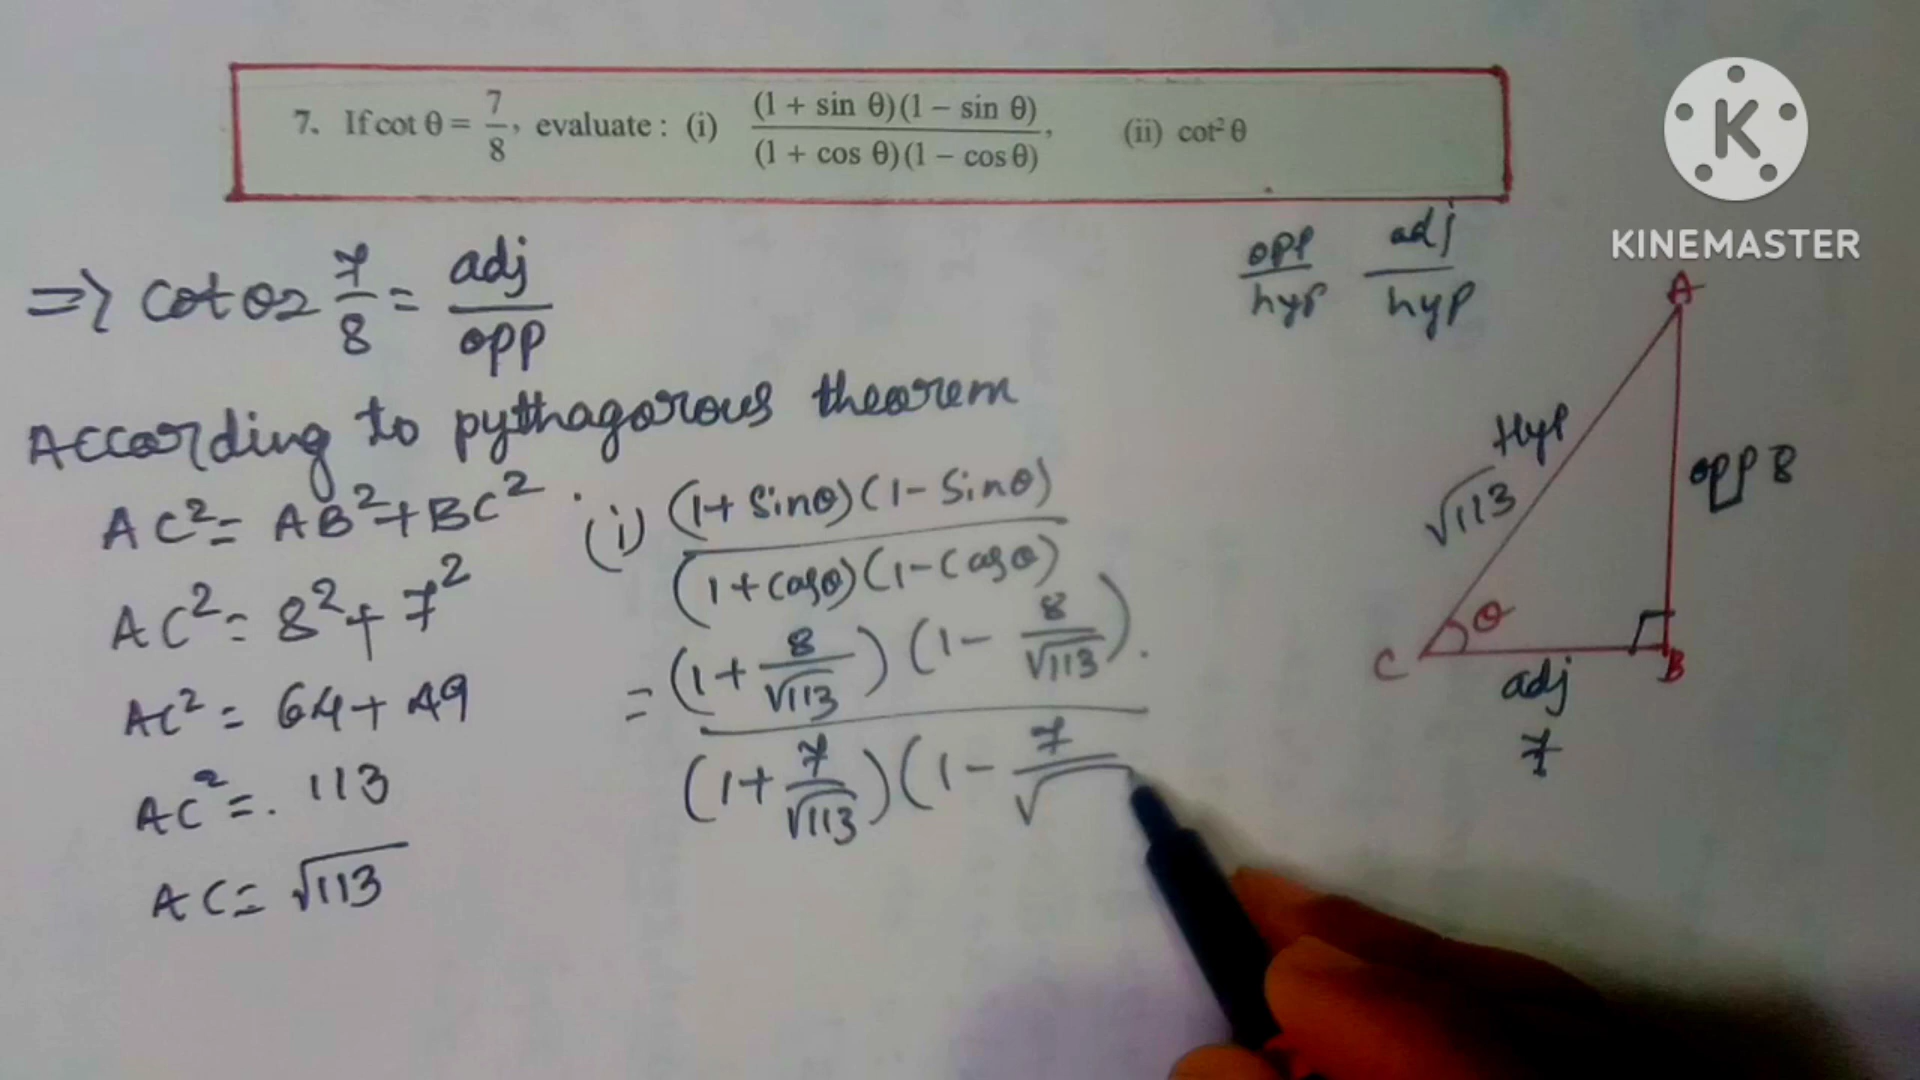 7. If cot θ = 7/8, evaluate : (i) (1 + sin θ)(1 − sin θ)/(1 + cos θ)(1 − cos θ), (ii) cot² θ
K
KINEMASTER
=> cot θ = 7/8 = adj/opp
opp/hyp adj/hyp
According to pythagorous theorem
AC² = AB² + BC²
AC² = 8² + 7²
AC² = 64 + 49
AC² = 113
AC = √113
(i) (1 + Sinθ)(1 - Sinθ)/(1 + Cosθ)(1 - Cosθ)
= (1 + 8/√113)(1 - 8/√113)/(1 + 7/√113)(1 - 7/√
A
Hyp
√113
opp 8
θ
C
B
adj
7